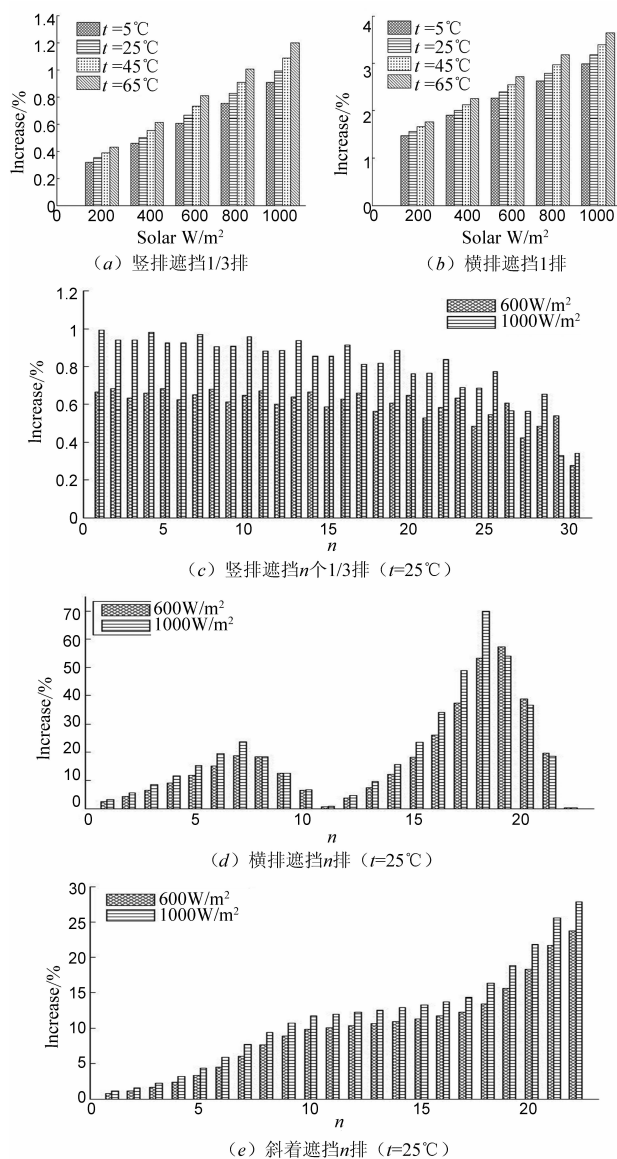 1.4
1.2
1
0.8
0.6
0.4
0.2
0
Increase/%
t=5℃
t=25℃
t=45℃
t=65℃
200 400 600 800 1000
Solar W/m²
(a) 竖排遮挡1/3排
4
3
2
1
0
0
Increase/%
t=5℃
t=25℃
t=45℃
t=65℃
200 400 600 800 1000
Solar W/m²
(b) 横排遮挡1排
1.2
1
0.8
0.6
0.4
0.2
0
Increase/%
600W/m²
1000W/m²
0 5 10 15 20 25 30
n
(c) 竖排遮挡n个1/3排（t=25℃）
70
60
50
40
30
20
10
0
Increase/%
600W/m²
1000W/m²
0 5 10 15 20
n
(d) 横排遮挡n排（t=25℃）
30
25
20
15
10
5
0
Increase/%
600W/m²
1000W/m²
0 5 10 15 20
n
(e) 斜着遮挡n排（t=25℃）